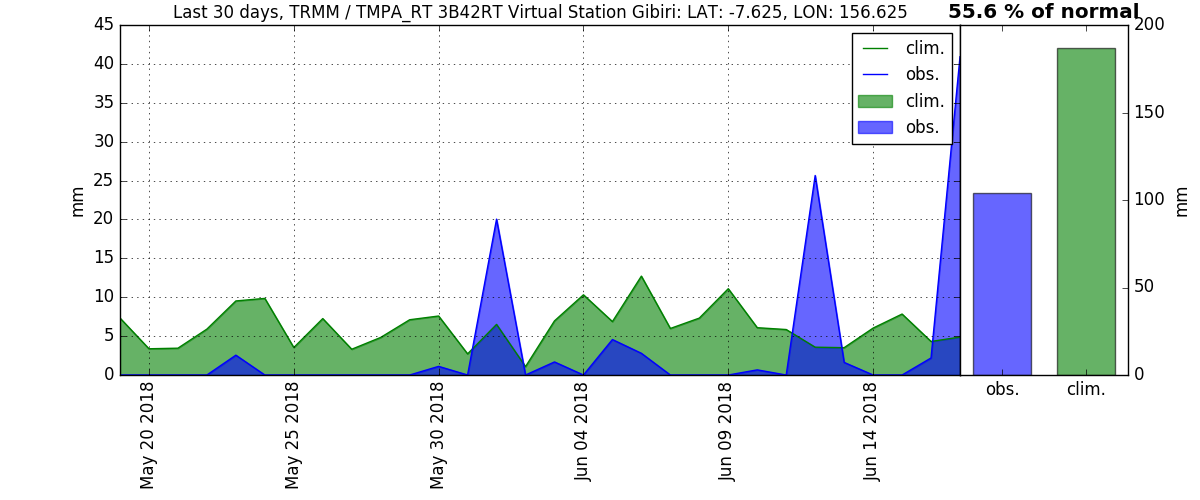 Last 30 days, TRMM / TMPA_RT 3B42RT Virtual Station Gibiri: LAT: -7.625, LON: 156.625
55.6 % of normal
45
40
35
30
25
20
15
10
5
0
mm
clim.
obs.
clim.
obs.
May 20 2018
May 25 2018
May 30 2018
Jun 04 2018
Jun 09 2018
Jun 14 2018
200
150
100
50
0
mm
obs.
clim.